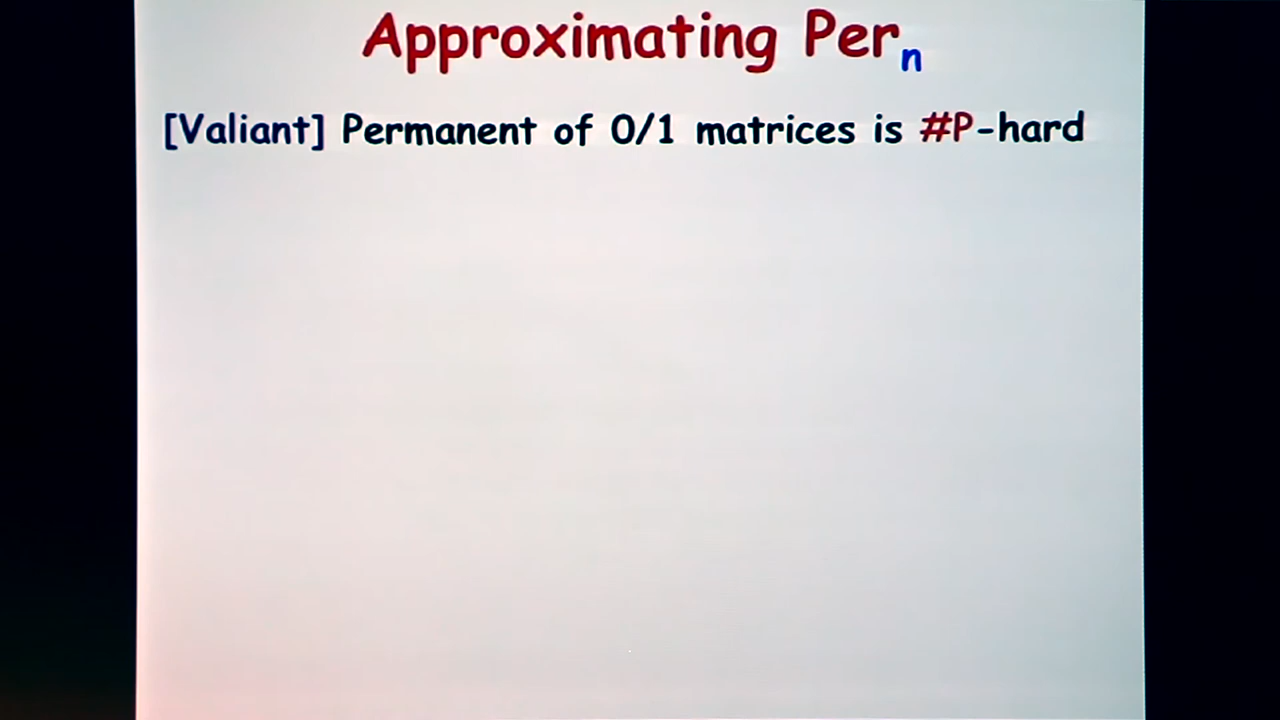 Approximating Perₙ
[Valiant] Permanent of 0/1 matrices is #P-hard